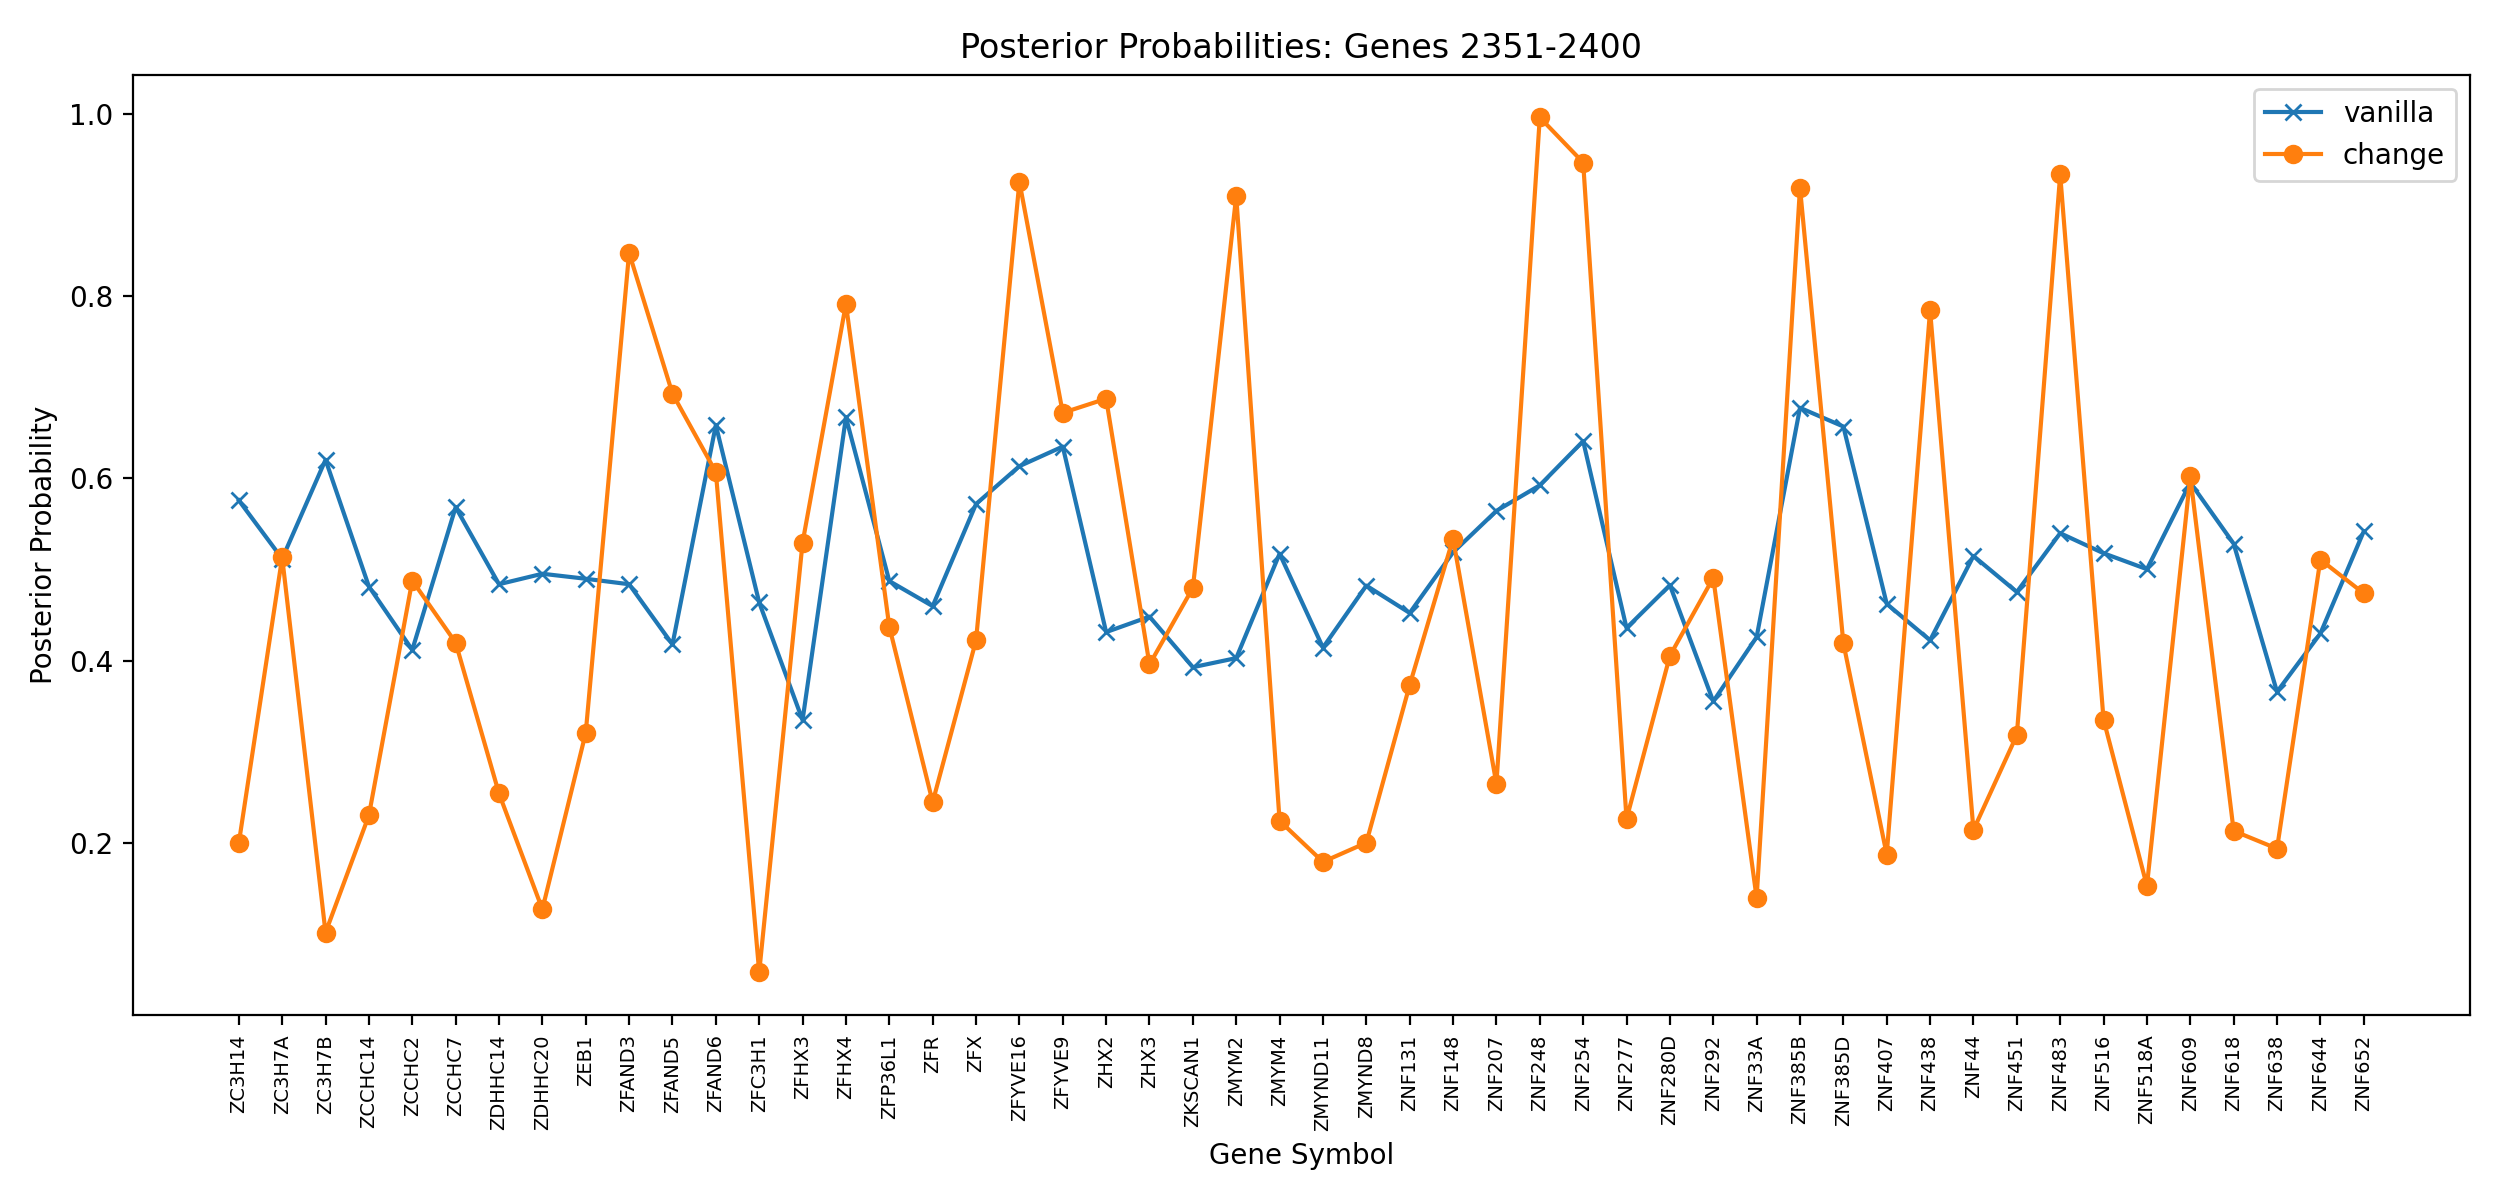 Posterior Probabilities: Genes 2351-2400
vanilla
change
Posterior Probability
1.0
0.8
0.6
0.4
0.2
ZC3H14
ZC3H7A
ZC3H7B
ZCCHC14
ZCCHC2
ZCCHC7
ZDHHC14
ZDHHC20
ZEB1
ZFAND3
ZFAND5
ZFAND6
ZFC3H1
ZFHX3
ZFHX4
ZFP36L1
ZFR
ZFX
ZFYVE16
ZFYVE9
ZHX2
ZHX3
ZKSCAN1
ZMYM2
ZMYM4
ZMYND11
ZMYND8
ZNF131
ZNF148
ZNF207
ZNF248
ZNF254
ZNF277
ZNF280D
ZNF292
ZNF33A
ZNF385B
ZNF385D
ZNF407
ZNF438
ZNF44
ZNF451
ZNF483
ZNF516
ZNF518A
ZNF609
ZNF618
ZNF638
ZNF644
ZNF652
Gene Symbol